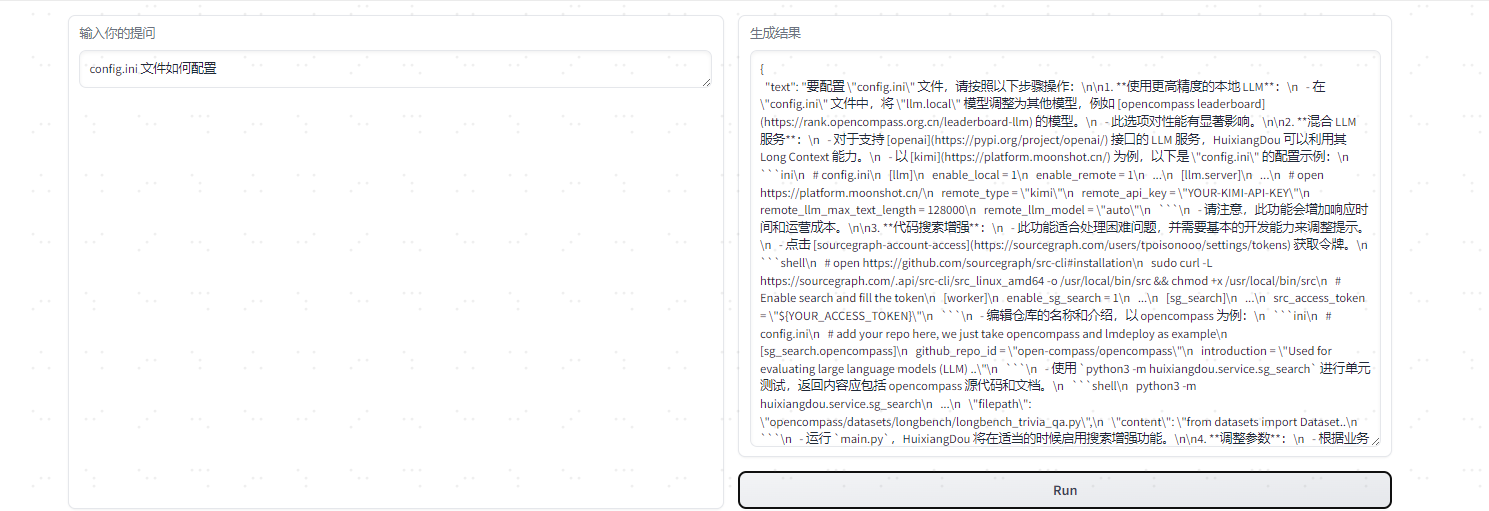 输入你的提问
config.ini 文件如何配置
生成结果
{
"text": "要配置 \"config.ini\" 文件，请按照以下步骤操作：\n\n1. **使用更高精度的本地 LLM**：\n   - 在
\"config.ini\" 文件中，将 \"llm.local\" 模型调整为其他模型，例如 [opencompass leaderboard]
(https://rank.opencompass.org.cn/leaderboard-llm) 的模型。\n   - 此选项对性能有显著影响。\n\n2. **混合 LLM
服务**：\n   - 对于支持 [openai](https://pypi.org/project/openai/) 接口的 LLM 服务，HuixiangDou 可以利用其
Long Context 能力。\n   - 以 [kimi](https://platform.moonshot.cn/) 为例，以下是 \"config.ini\" 的配置示例：\n
```ini\n   # config.ini\n   [llm]\n   enable_local = 1\n   enable_remote = 1\n   ...\n   [llm.server]\n   ...\n   # open
https://platform.moonshot.cn/\n   remote_type = \"kimi\"\n   remote_api_key = \"YOUR-KIMI-API-KEY\"\n
remote_llm_max_text_length = 128000\n   remote_llm_model = \"auto\"\n   ```\n   - 请注意，此功能会增加响应时
间和运营成本。\n\n3. **代码搜索增强**：\n   - 此功能适合处理困难问题，并需要基本的开发能力来调整提示。
\n   - 点击 [sourcegraph-account-access](https://sourcegraph.com/users/tpoisonooo/settings/tokens) 获取令牌。\n
```shell\n   # open https://github.com/sourcegraph/src-cli#installation\n   sudo curl -L
https://sourcegraph.com/.api/src-cli/src_linux_amd64 -o /usr/local/bin/src && chmod +x /usr/local/bin/src\n   #
Enable search and fill the token\n   [worker]\n   enable_sg_search = 1\n   ...\n   [sg_search]\n   ...\n   src_access_token
= \"${YOUR_ACCESS_TOKEN}\"\n   ```\n   - 编辑仓库的名称和介绍，以 opencompass 为例：\n   ```ini\n   #
config.ini\n   # add your repo here, we just take opencompass and lmdeploy as example\n
[sg_search.opencompass]\n   github_repo_id = \"open-compass/opencompass\"\n   introduction = \"Used for
evaluating large language models (LLM) ..\"\n   ```\n   - 使用 `python3 -m huixiangdou.service.sg_search` 进行单元
测试，返回内容应包括 opencompass 源代码和文档。\n   ```shell\n   python3 -m
huixiangdou.service.sg_search\n   ...\n   \"filepath\":
\"opencompass/datasets/longbench/longbench_trivia_qa.py\",\n   \"content\": \"from datasets import Dataset..\n
```\n   - 运行 `main.py`，HuixiangDou 将在适当的时候启用搜索增强功能。\n\n4. **调整参数**：\n   - 根据业务
Run